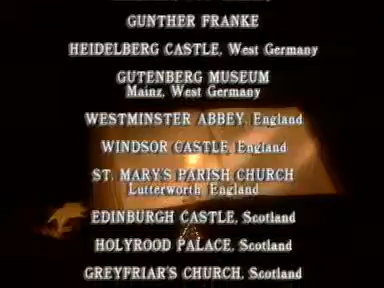 GUNTHER FRANKE
HEIDELBERG CASTLE, West Germany
GUTENBERG MUSEUM
Mainz, West Germany
WESTMINSTER ABBEY, England
WINDSOR CASTLE, England
ST. MARY'S PARISH CHURCH
Lutterworth England
EDINBURGH CASTLE, Scotland
HOLYROOD PALACE, Scotland
GREYFRIAR'S CHURCH, Scotland